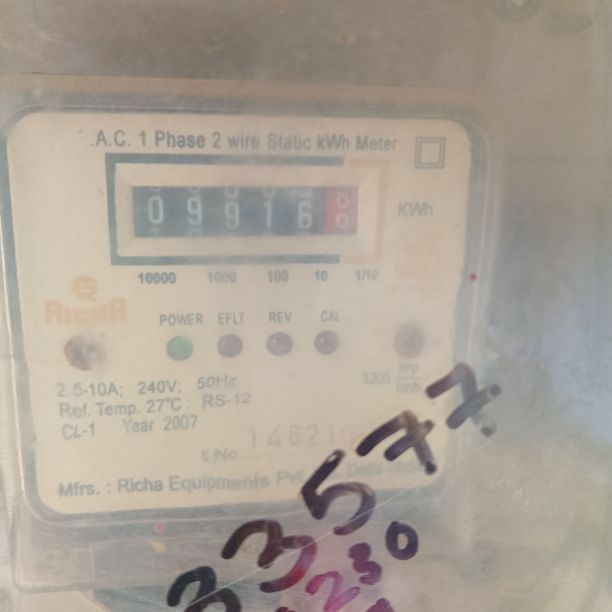 A.C. 1 Phase 2 wire Static kWh Meter
0 9 9 1 6
KWh
10000 1000 100 10 1/10
RICHA
POWER EFLT REV CAL
2.5-10A; 240V; 50Hz
3200 imp/kWh
Ref. Temp. 27°C; RS-12
CL-1 Year 2007
S.No.
Mfrs. : Richa Equipments Pvt
33577
230